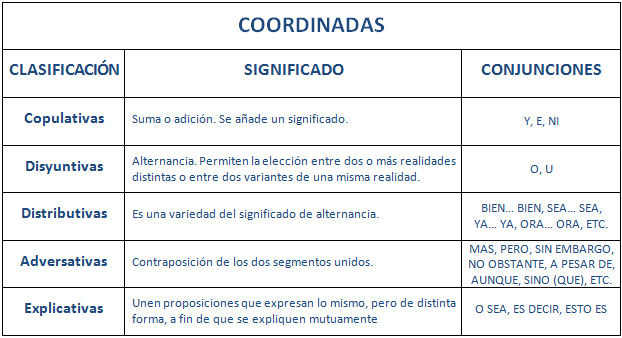 COORDINADAS
CLASIFICACIÓN
SIGNIFICADO
CONJUNCIONES
Copulativas
Suma o adición. Se añade un significado.
Y, E, NI
Disyuntivas
Alternancia. Permiten la elección entre dos o más realidades
distintas o entre dos variantes de una misma realidad.
O, U
Distributivas
Es una variedad del significado de alternancia.
BIEN... BIEN, SEA... SEA,
YA... YA, ORA... ORA, ETC.
Adversativas
Contraposición de los dos segmentos unidos.
MAS, PERO, SIN EMBARGO,
NO OBSTANTE, A PESAR DE,
AUNQUE, SINO (QUE), ETC.
Explicativas
Unen proposiciones que expresan lo mismo, pero de distinta
forma, a fin de que se expliquen mutuamente
O SEA, ES DECIR, ESTO ES